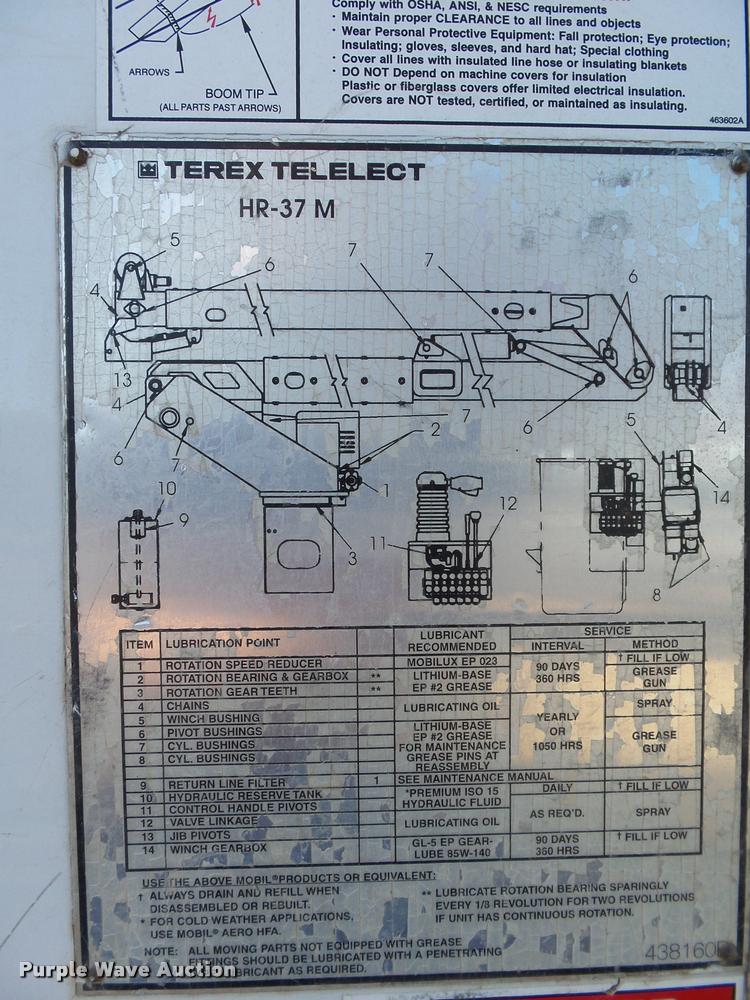 Comply with OSHA, ANSI, & NESC requirements
· Maintain proper CLEARANCE to all lines and objects
· Wear Personal Protective Equipment: Fall protection; Eye protection;
Insulating; gloves, sleeves, and hard hat; Special clothing
· Cover all lines with insulated line hose or insulating blankets
· DO NOT Depend on machine covers for insulation
Plastic or fiberglass covers offer limited electrical insulation.
Covers are NOT tested, certified, or maintained as insulating.
463602A
ARROWS
BOOM TIP
(ALL PARTS PAST ARROWS)
TEREX TELELECT
HR-37 M
5
6
7
7
6
4
13
4
6
7
7
2
1
6
4
5
14
10
9
3
11
12
8
ITEM LUBRICATION POINT LUBRICANT RECOMMENDED SERVICE
INTERVAL METHOD
1 ROTATION SPEED REDUCER MOBILUX EP 023 90 DAYS 360 HRS † FILL IF LOW
2 ROTATION BEARING & GEARBOX ** LITHIUM-BASE EP #2 GREASE GREASE GUN
3 ROTATION GEAR TEETH **
4 CHAINS LUBRICATING OIL YEARLY OR 1050 HRS SPRAY
5 WINCH BUSHING LITHIUM-BASE EP #2 GREASE FOR MAINTENANCE GREASE PINS AT REASSEMBLY GREASE GUN
6 PIVOT BUSHINGS
7 CYL. BUSHINGS
8 CYL. BUSHINGS
9 RETURN LINE FILTER 1 SEE MAINTENANCE MANUAL
10 HYDRAULIC RESERVE TANK *PREMIUM ISO 15 HYDRAULIC FLUID DAILY † FILL IF LOW
11 CONTROL HANDLE PIVOTS LUBRICATING OIL AS REQ'D. SPRAY
12 VALVE LINKAGE
13 JIB PIVOTS
14 WINCH GEARBOX GL-5 EP GEAR-LUBE 85W-140 90 DAYS 360 HRS † FILL IF LOW
USE THE ABOVE MOBIL® PRODUCTS OR EQUIVALENT:
† ALWAYS DRAIN AND REFILL WHEN
DISASSEMBLED OR REBUILT.
* FOR COLD WEATHER APPLICATIONS,
USE MOBIL® AERO HFA.
** LUBRICATE ROTATION BEARING SPARINGLY
EVERY 1/8 REVOLUTION FOR TWO REVOLUTIONS
IF UNIT HAS CONTINUOUS ROTATION.
NOTE: ALL MOVING PARTS NOT EQUIPPED WITH GREASE
FITTINGS SHOULD BE LUBRICATED WITH A PENETRATING
LUBRICANT AS REQUIRED.
438160
Purple Wave Auction